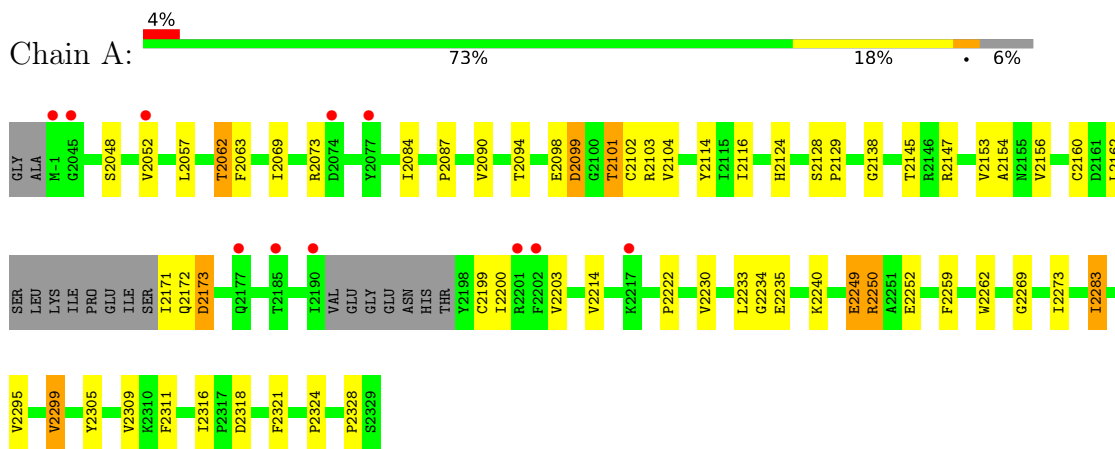 4%
Chain A:
73% 18% • 6%
GLY ALA M-1 G2045 S2048 V2052 L2057 T2062 F2063 I2069 R2073 D2074 Y2077 I2084 P2087 V2090 T2094 E2098 D2099 G2100 T2101 C2102 R2103 V2104 Y2114 I2115 I2116 H2124 S2128 P2129 G2138 T2145 R2146 R2147 V2153 A2154 N2155 V2156 C2160 D2161 L2162
SER LEU LYS ILE PRO GLU ILE SER I2171 Q2172 D2173 Q2177 T2185 I2190 VAL GLU GLY GLU ASN HIS THR Y2198 C2199 I2200 R2201 F2202 V2203 V2214 K2217 P2222 V2230 L2233 G2234 E2235 K2240 E2249 R2250 A2251 E2252 F2259 W2262 G2269 I2273 I2283
V2295 V2299 Y2305 V2309 K2310 F2311 I2316 P2317 D2318 F2321 P2324 P2328 S2329